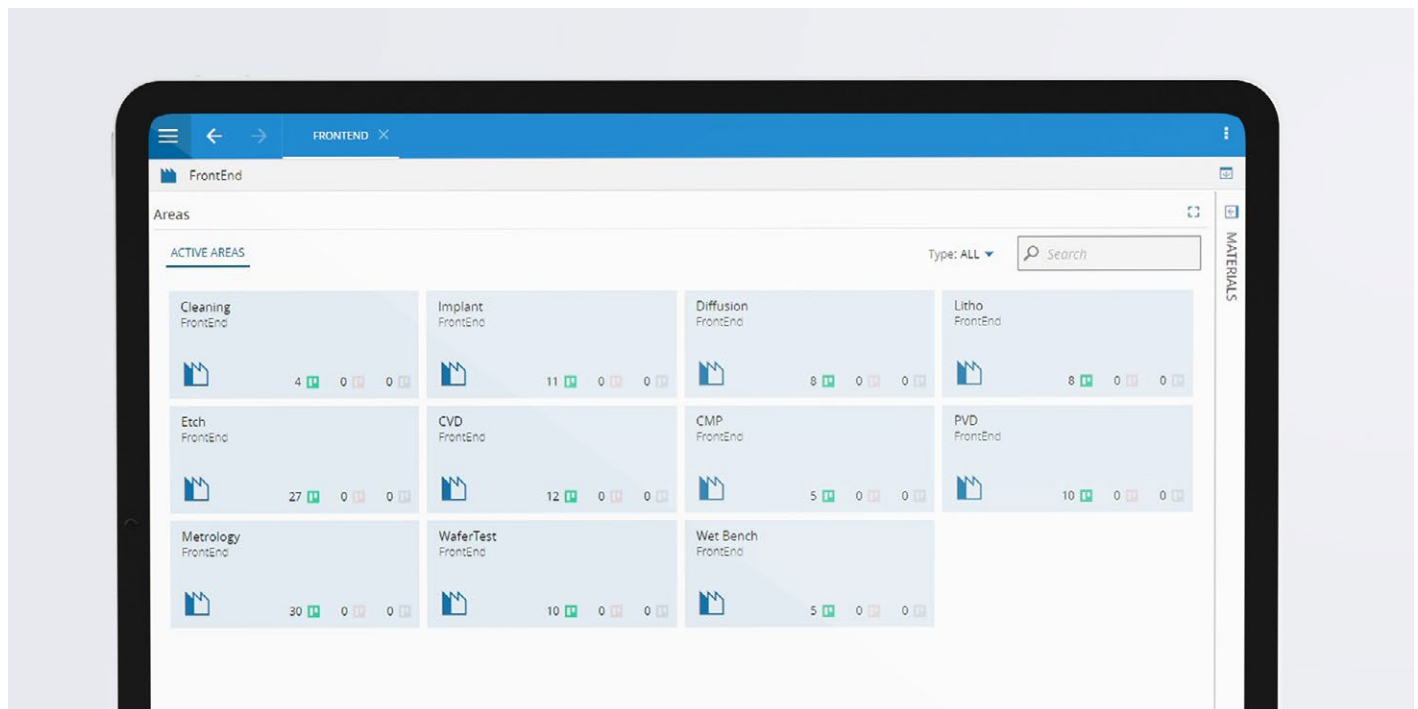 FRONTEND
FrontEnd
Areas
MATERIALS
ACTIVE AREAS
Type: ALL
Search
Cleaning
FrontEnd
4 0 0
Implant
FrontEnd
11 0 0
Diffusion
FrontEnd
8 0 0
Litho
FrontEnd
8 0 0
Etch
FrontEnd
27 0 0
CVD
FrontEnd
12 0 0
CMP
FrontEnd
5 0 0
PVD
FrontEnd
10 0 0
Metrology
FrontEnd
30 0 0
WaferTest
FrontEnd
10 0 0
Wet Bench
FrontEnd
5 0 0